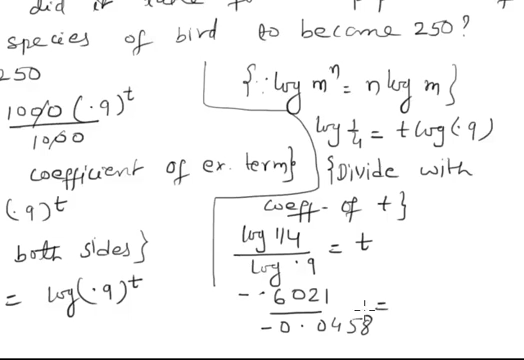 did it
species of bird to become 250?
250
1000(.9)^t
1000
coefficient of ex. term}
(.9)^t
both sides}
= log(.9)^t
{∵ log m^n = n log m}
log 1/4 = t log(.9)
{Divide with
coeff- of t}
log 1/4 = t
log .9
-.6021 =
-0.0458